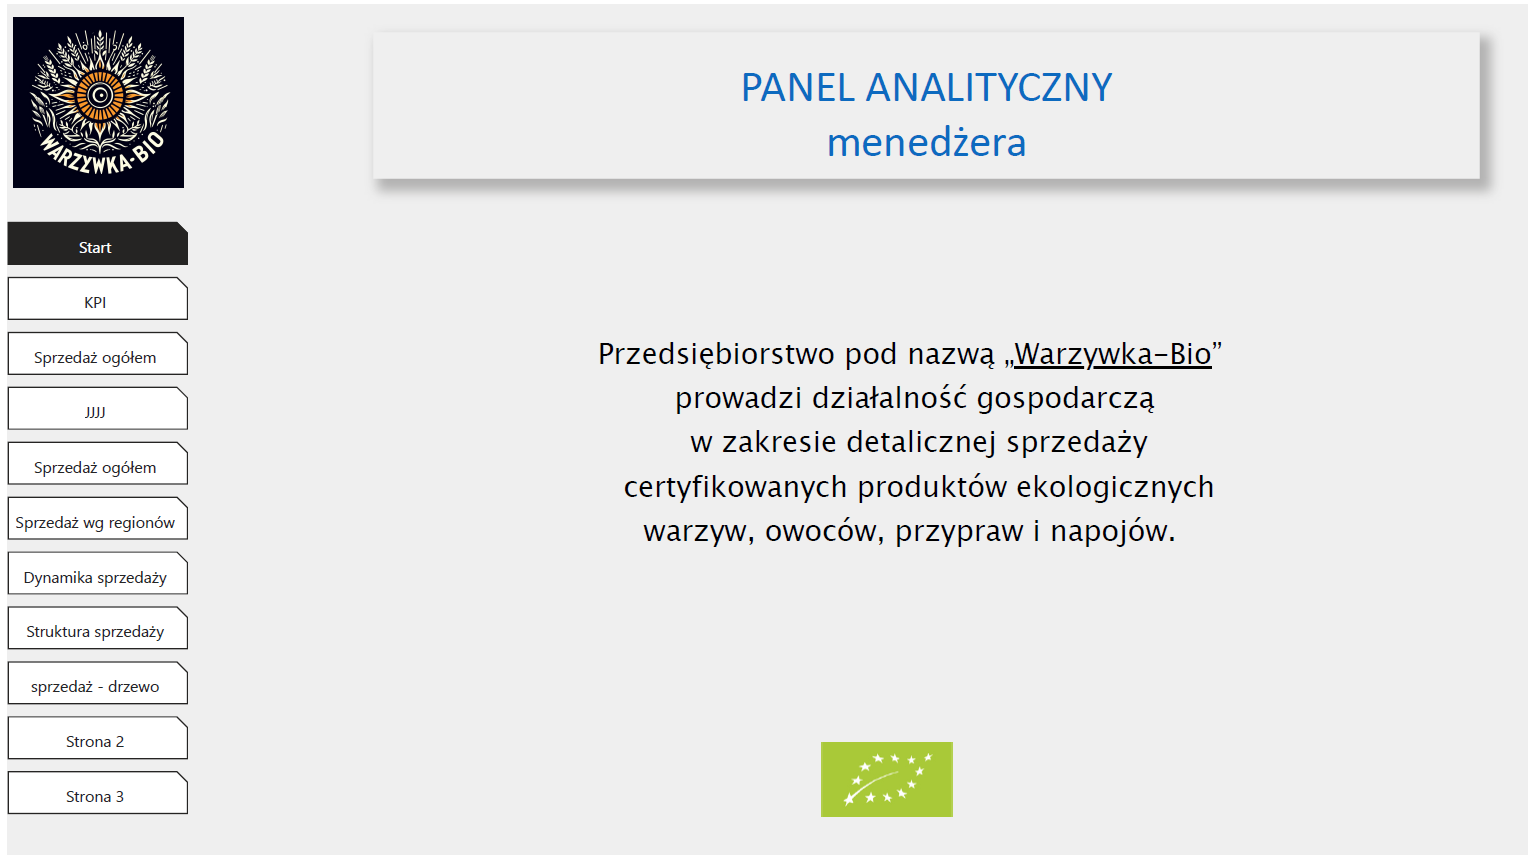 WARZYWKA-BIO
PANEL ANALITYCZNY
menedżera
Start
KPI
Sprzedaż ogółem
JJJJ
Sprzedaż ogółem
Sprzedaż wg regionów
Dynamika sprzedaży
Struktura sprzedaży
sprzedaż - drzewo
Strona 2
Strona 3
Przedsiębiorstwo pod nazwą „Warzywka-Bio”
prowadzi działalność gospodarczą
w zakresie detalicznej sprzedaży
certyfikowanych produktów ekologicznych
warzyw, owoców, przypraw i napojów.